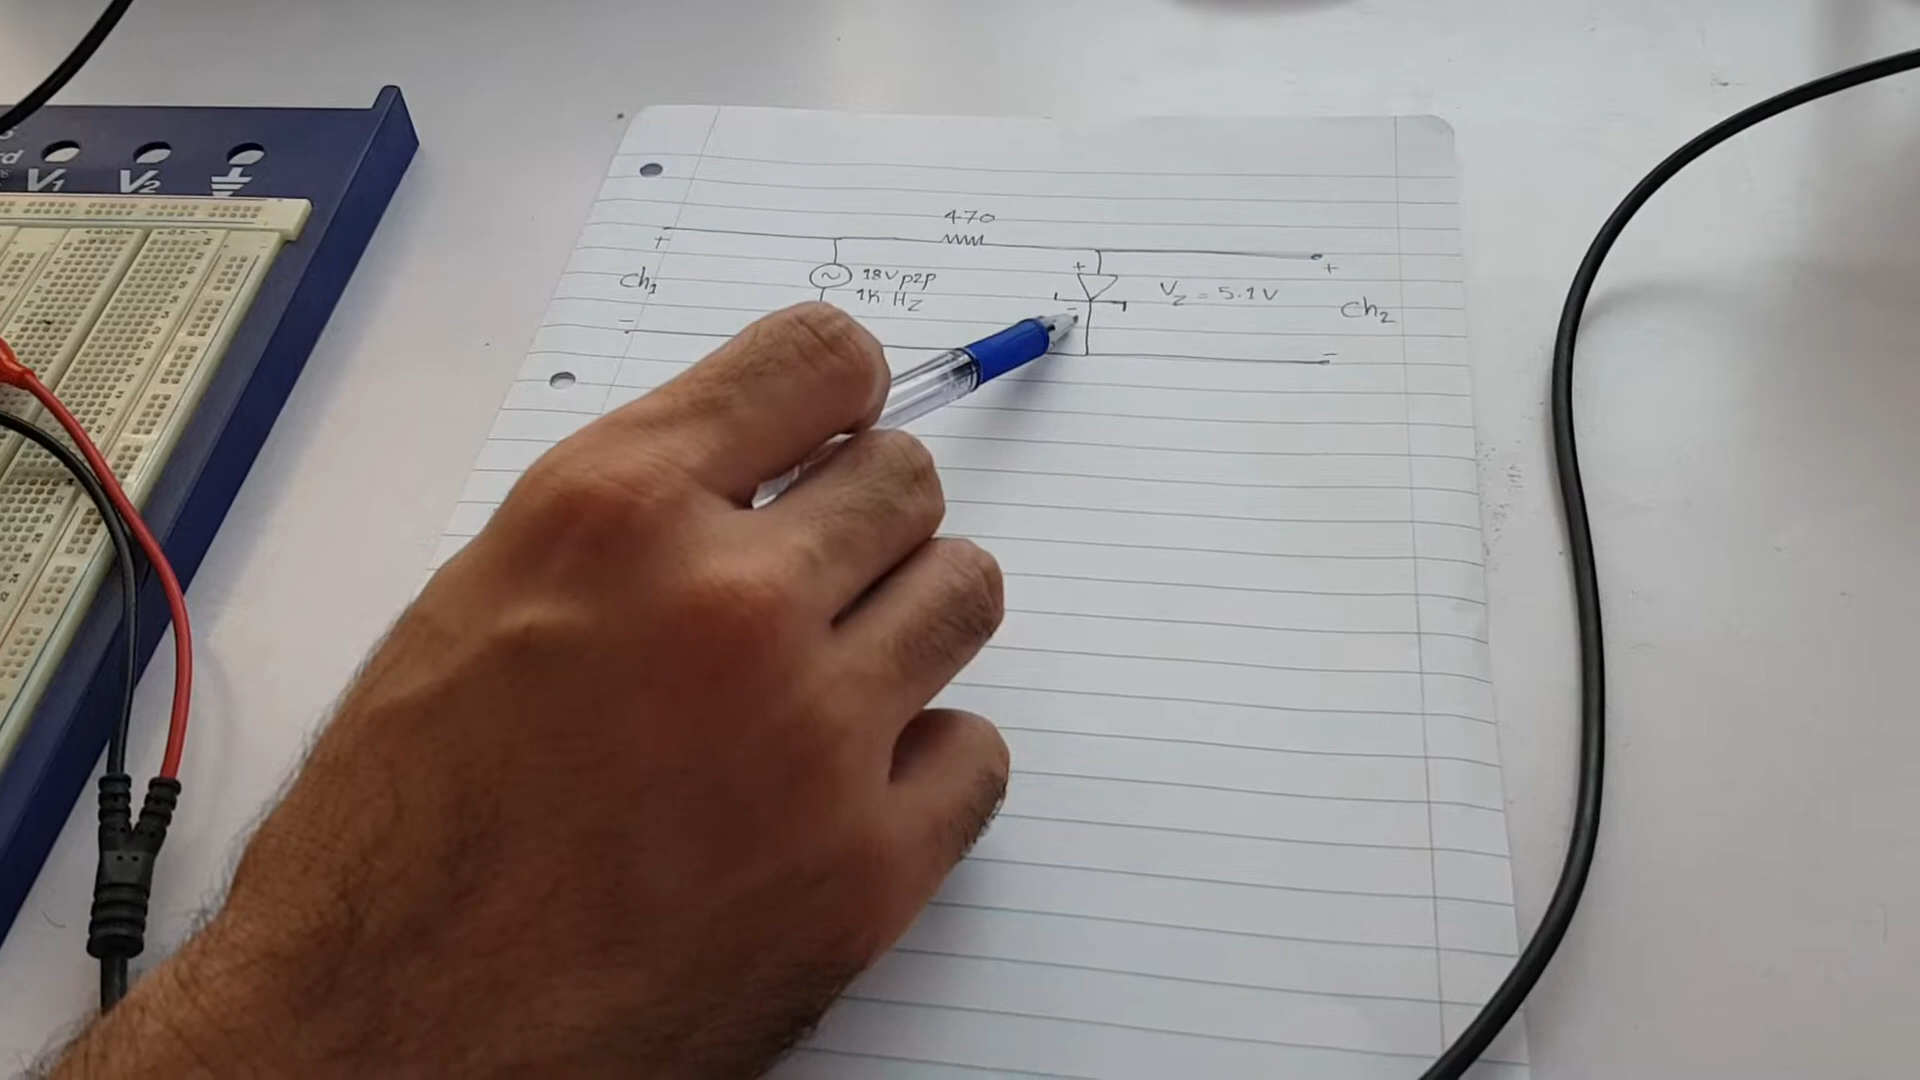 V1 V2
470
+
18V p2p
1K Hz
Ch1
-
+
-
Vz = 5.1V
+
Ch2
-